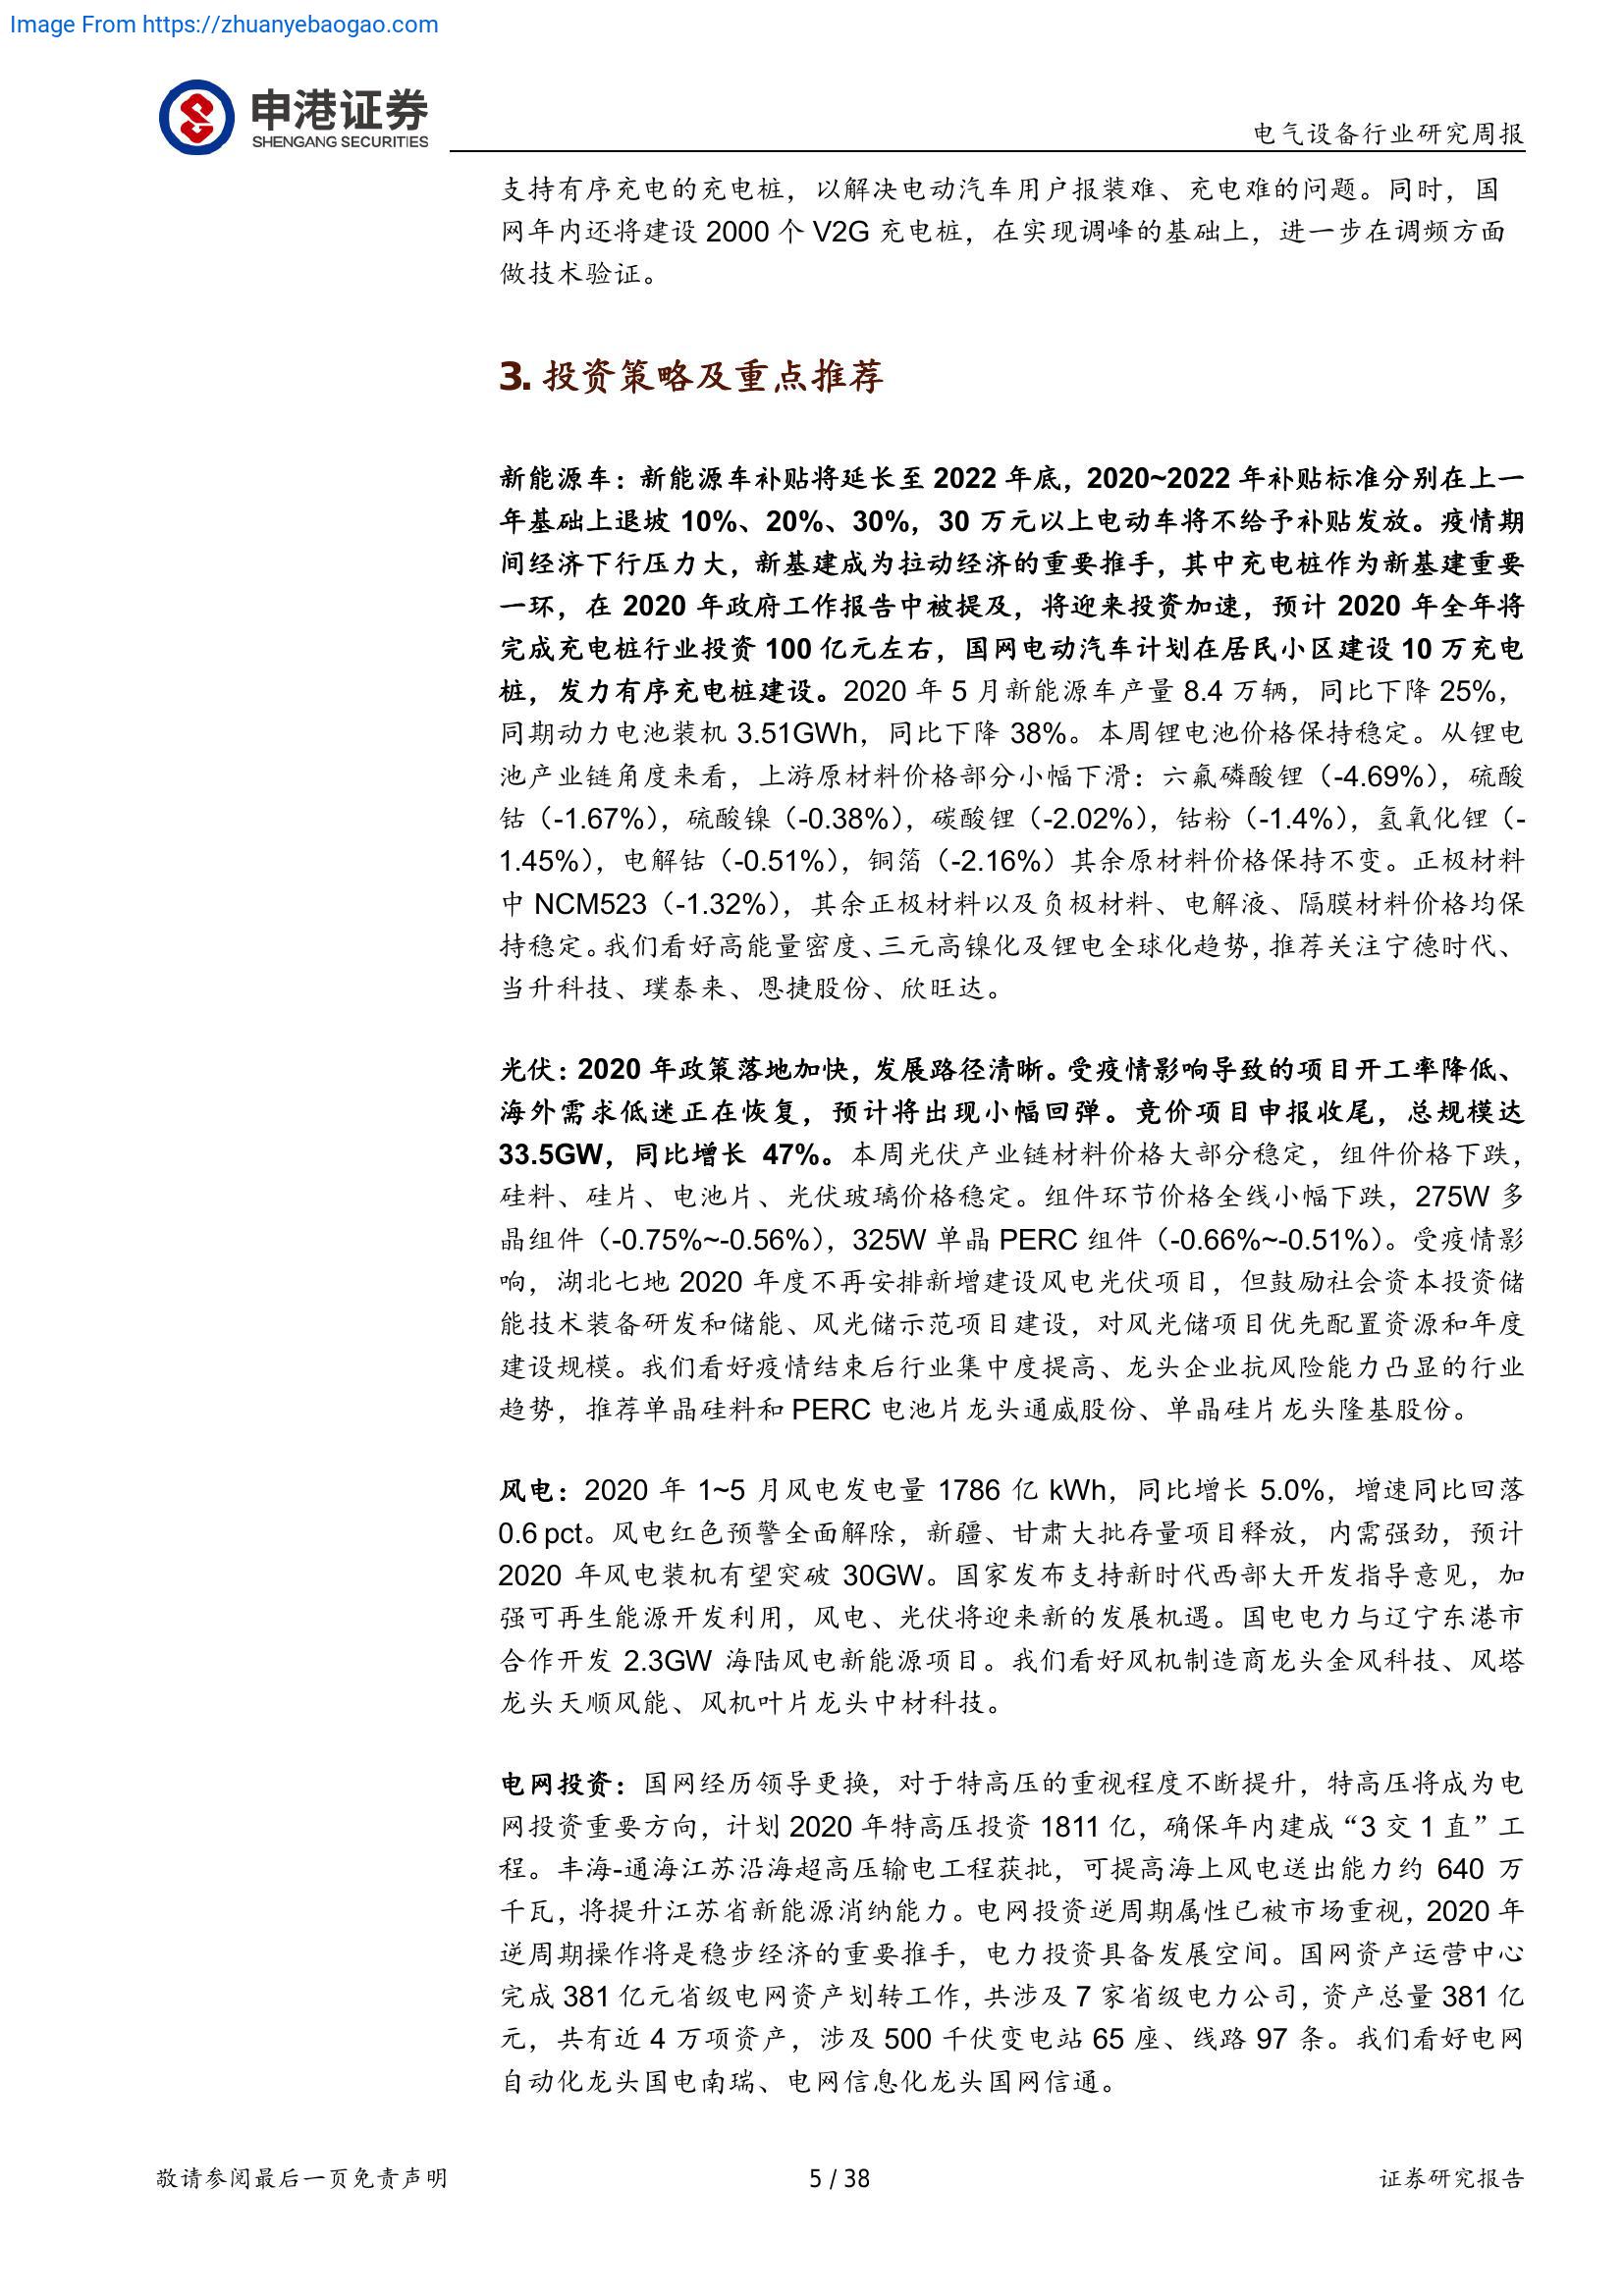 Image From https://zhuanyebaogao.com
申港证券
SHENGANG SECURITIES
电气设备行业研究周报
支持有序充电的充电桩，以解决电动汽车用户报装难、充电难的问题。同时，国
网年内还将建设 2000 个 V2G 充电桩，在实现调峰的基础上，进一步在调频方面
做技术验证。
3. 投资策略及重点推荐
新能源车：新能源车补贴将延长至 2022 年底，2020~2022 年补贴标准分别在上一
年基础上退坡 10%、20%、30%，30 万元以上电动车将不给予补贴发放。疫情期
间经济下行压力大，新基建成为拉动经济的重要推手，其中充电桩作为新基建重要
一环，在 2020 年政府工作报告中被提及，将迎来投资加速，预计 2020 年全年将
完成充电桩行业投资 100 亿元左右，国网电动汽车计划在居民小区建设 10 万充电
桩，发力有序充电桩建设。2020 年 5 月新能源车产量 8.4 万辆，同比下降 25%，
同期动力电池装机 3.51GWh，同比下降 38%。本周锂电池价格保持稳定。从锂电
池产业链角度来看，上游原材料价格部分小幅下滑：六氟磷酸锂（-4.69%），硫酸
钴（-1.67%），硫酸镍（-0.38%），碳酸锂（-2.02%），钴粉（-1.4%），氢氧化锂（-
1.45%），电解钴（-0.51%），铜箔（-2.16%）其余原材料价格保持不变。正极材料
中 NCM523（-1.32%），其余正极材料以及负极材料、电解液、隔膜材料价格均保
持稳定。我们看好高能量密度、三元高镍化及锂电全球化趋势，推荐关注宁德时代、
当升科技、璞泰来、恩捷股份、欣旺达。
光伏：2020 年政策落地加快，发展路径清晰。受疫情影响导致的项目开工率降低、
海外需求低迷正在恢复，预计将出现小幅回弹。竞价项目申报收尾，总规模达
33.5GW，同比增长 47%。本周光伏产业链材料价格大部分稳定，组件价格下跌，
硅料、硅片、电池片、光伏玻璃价格稳定。组件环节价格全线小幅下跌，275W 多
晶组件（-0.75%~-0.56%），325W 单晶 PERC 组件（-0.66%~-0.51%）。受疫情影
响，湖北七地 2020 年度不再安排新增建设风电光伏项目，但鼓励社会资本投资储
能技术装备研发和储能、风光储示范项目建设，对风光储项目优先配置资源和年度
建设规模。我们看好疫情结束后行业集中度提高、龙头企业抗风险能力凸显的行业
趋势，推荐单晶硅料和 PERC 电池片龙头通威股份、单晶硅片龙头隆基股份。
风电：2020 年 1~5 月风电发电量 1786 亿 kWh，同比增长 5.0%，增速同比回落
0.6 pct。风电红色预警全面解除，新疆、甘肃大批存量项目释放，内需强劲，预计
2020 年风电装机有望突破 30GW。国家发布支持新时代西部大开发指导意见，加
强可再生能源开发利用，风电、光伏将迎来新的发展机遇。国电电力与辽宁东港市
合作开发 2.3GW 海陆风电新能源项目。我们看好风机制造商龙头金风科技、风塔
龙头天顺风能、风机叶片龙头中材科技。
电网投资：国网经历领导更换，对于特高压的重视程度不断提升，特高压将成为电
网投资重要方向，计划 2020 年特高压投资 1811 亿，确保年内建成“3 交 1 直”工
程。丰海-通海江苏沿海超高压输电工程获批，可提高海上风电送出能力约 640 万
千瓦，将提升江苏省新能源消纳能力。电网投资逆周期属性已被市场重视，2020 年
逆周期操作将是稳步经济的重要推手，电力投资具备发展空间。国网资产运营中心
完成 381 亿元省级电网资产划转工作，共涉及 7 家省级电力公司，资产总量 381 亿
元，共有近 4 万项资产，涉及 500 千伏变电站 65 座、线路 97 条。我们看好电网
自动化龙头国电南瑞、电网信息化龙头国网信通。
敬请参阅最后一页免责声明
5 / 38
证券研究报告